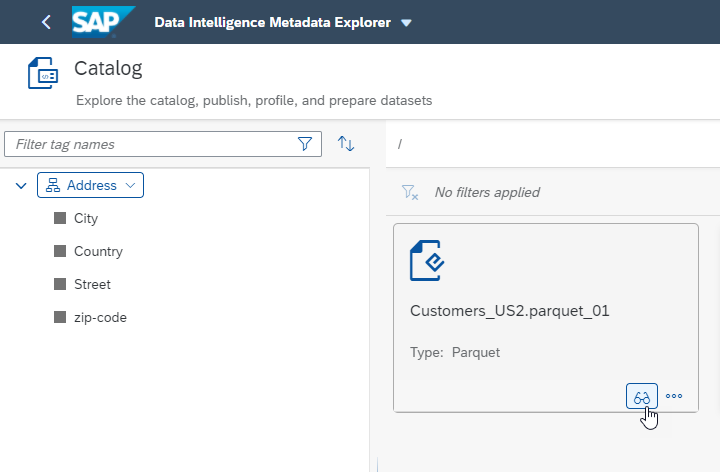 SAP Data Intelligence Metadata Explorer
Catalog
Explore the catalog, publish, profile, and prepare datasets
Filter tag names
/
Address
No filters applied
City
Country
Street
zip-code
Customers_US2.parquet_01
Type: Parquet